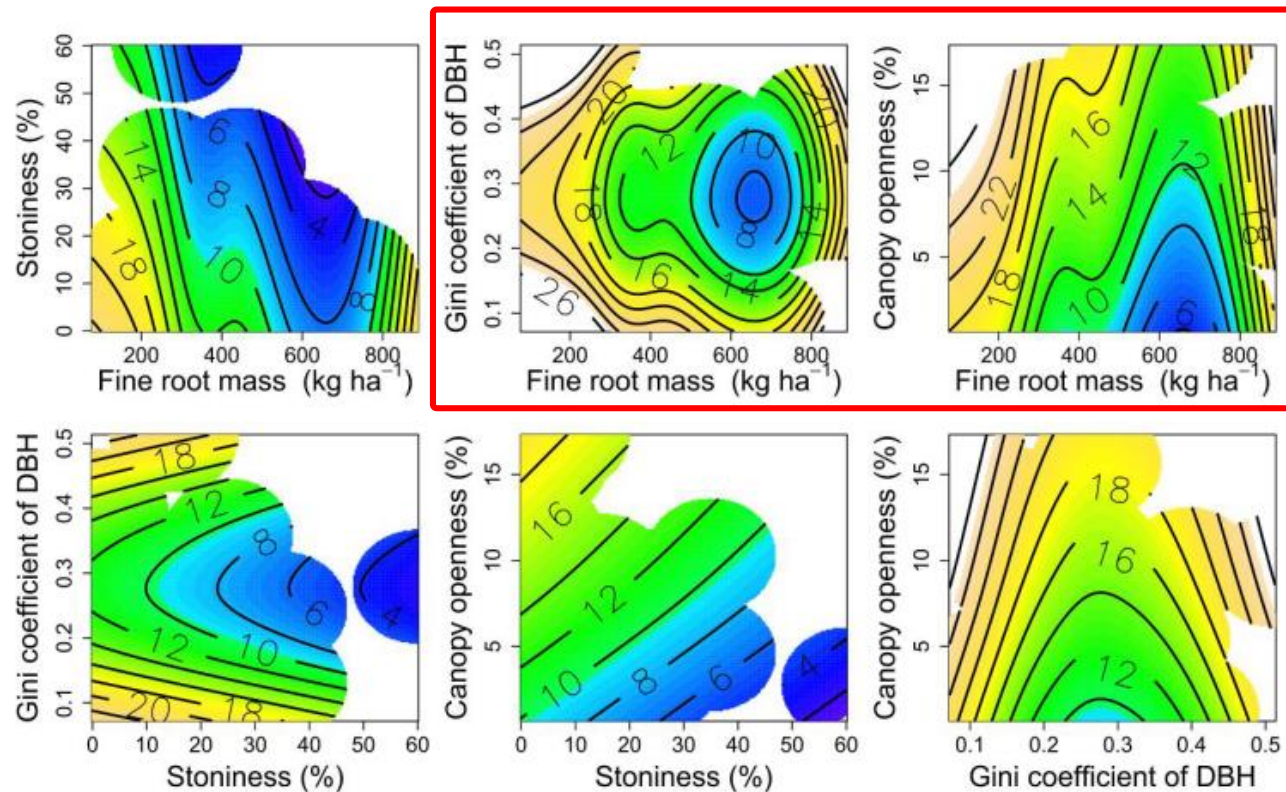 Stoniness (%)
0 10 20 30 40 50 60
14 6 8 4 18 10 8
200 400 600 800
Fine root mass (kg ha⁻¹)
Gini coefficient of DBH
0.1 0.2 0.3 0.4 0.5
20 20 12 10 18 8 14 16 14 26
200 400 600 800
Fine root mass (kg ha⁻¹)
Canopy openness (%)
5 10 15
16 12 22 14 18 18 10 6
200 400 600 800
Fine root mass (kg ha⁻¹)
Gini coefficient of DBH
0.1 0.2 0.3 0.4 0.5
18 12 8 6 4 12 10 20 18
0 10 20 30 40 50 60
Stoniness (%)
Canopy openness (%)
5 10 15
16 12 10 8 6 4
0 10 20 30 40 50 60
Stoniness (%)
Canopy openness (%)
5 10 15
18 16 12
0.1 0.2 0.3 0.4 0.5
Gini coefficient of DBH